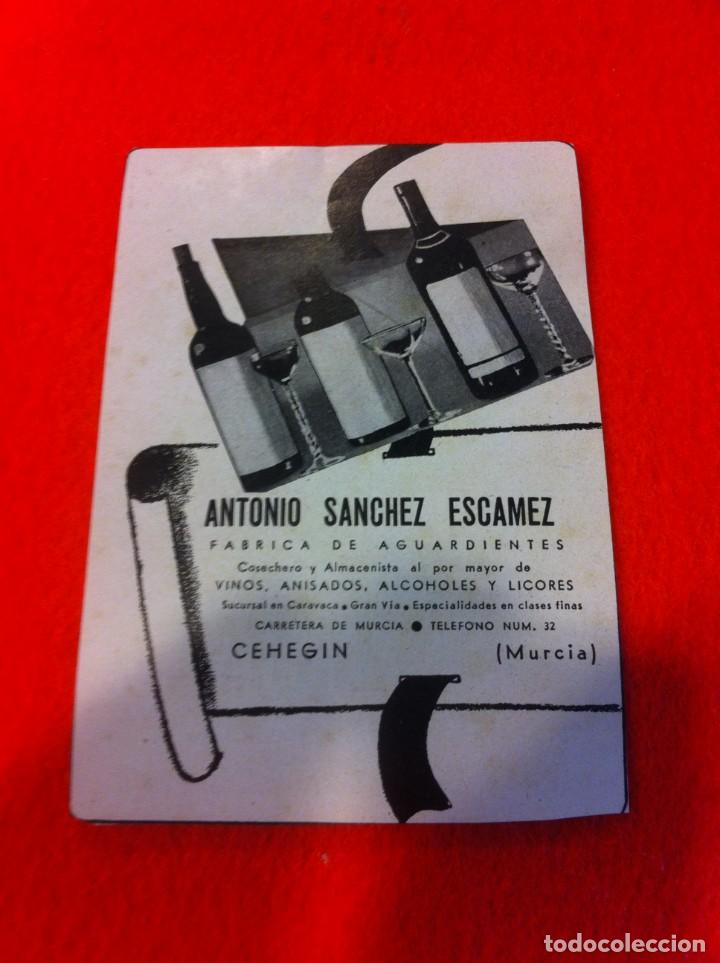 ANTONIO SANCHEZ ESCAMEZ
FABRICA DE AGUARDIENTES
Cosechero y Almacenista al por mayor de
VINOS, ANISADOS, ALCOHOLES Y LICORES
Sucursal en Caravaca • Gran Via • Especialidades en clases finas
CARRETERA DE MURCIA ● TELEFONO NUM. 32
CEHEGIN (Murcia)
todocoleccion.net